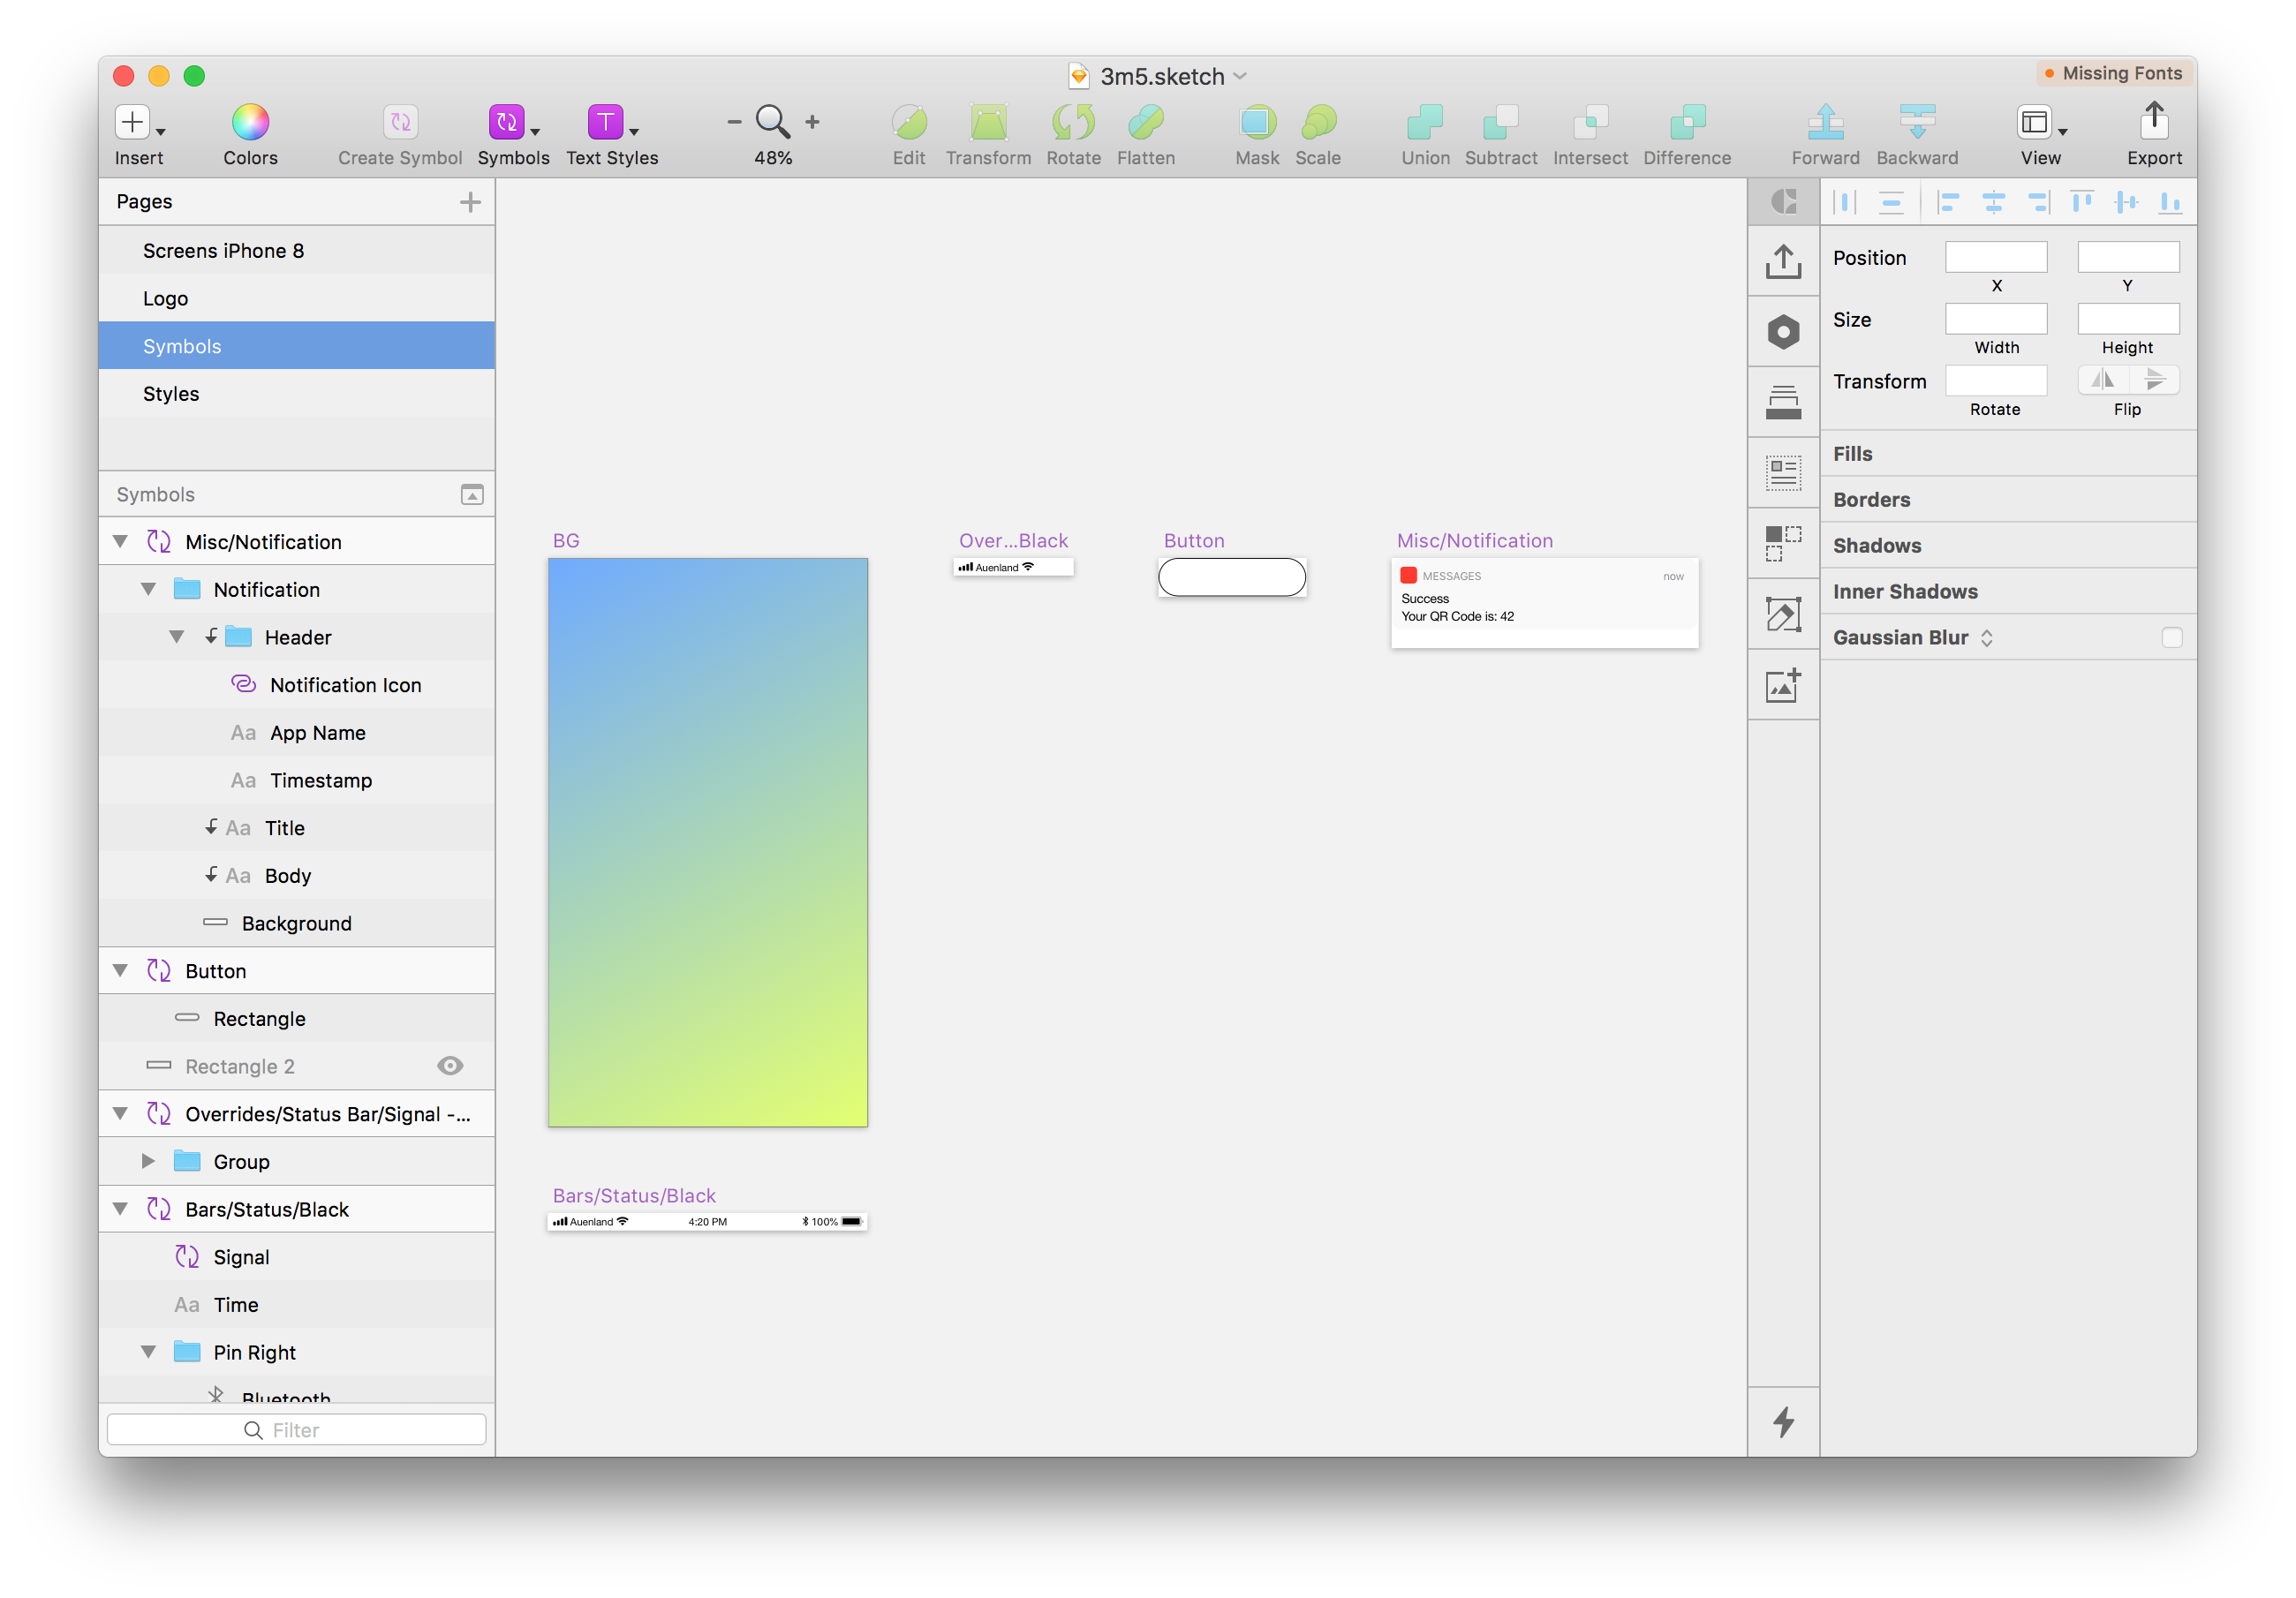 3m5.sketch
Missing Fonts
Insert
Colors
Create Symbol
Symbols
Text Styles
48%
Edit
Transform
Rotate
Flatten
Mask
Scale
Union
Subtract
Intersect
Difference
Forward
Backward
View
Export
Pages
Screens iPhone 8
Logo
Symbols
Styles
Symbols
Misc/Notification
Notification
Header
Notification Icon
Aa App Name
Aa Timestamp
Aa Title
Aa Body
Background
Button
Rectangle
Rectangle 2
Overrides/Status Bar/Signal -...
Group
Bars/Status/Black
Signal
Aa Time
Pin Right
Bluetooth
Filter
BG
Over...Black
Auenland
Button
Misc/Notification
MESSAGES
now
Success
Your QR Code is: 42
Bars/Status/Black
Auenland
4:20 PM
100%
Position
X
Y
Size
Width
Height
Transform
Rotate
Flip
Fills
Borders
Shadows
Inner Shadows
Gaussian Blur